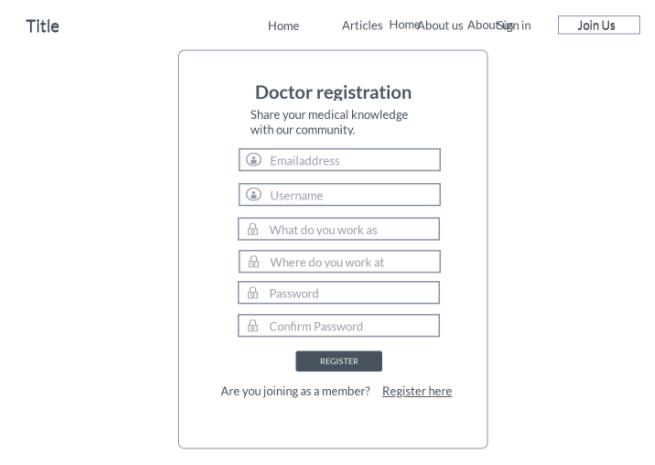 Title
Home Articles Home About us About us Sign in Join Us
Doctor registration
Share your medical knowledge
with our community.
Emailaddress
Username
What do you work as
Where do you work at
Password
Confirm Password
REGISTER
Are you joining as a member? Register here